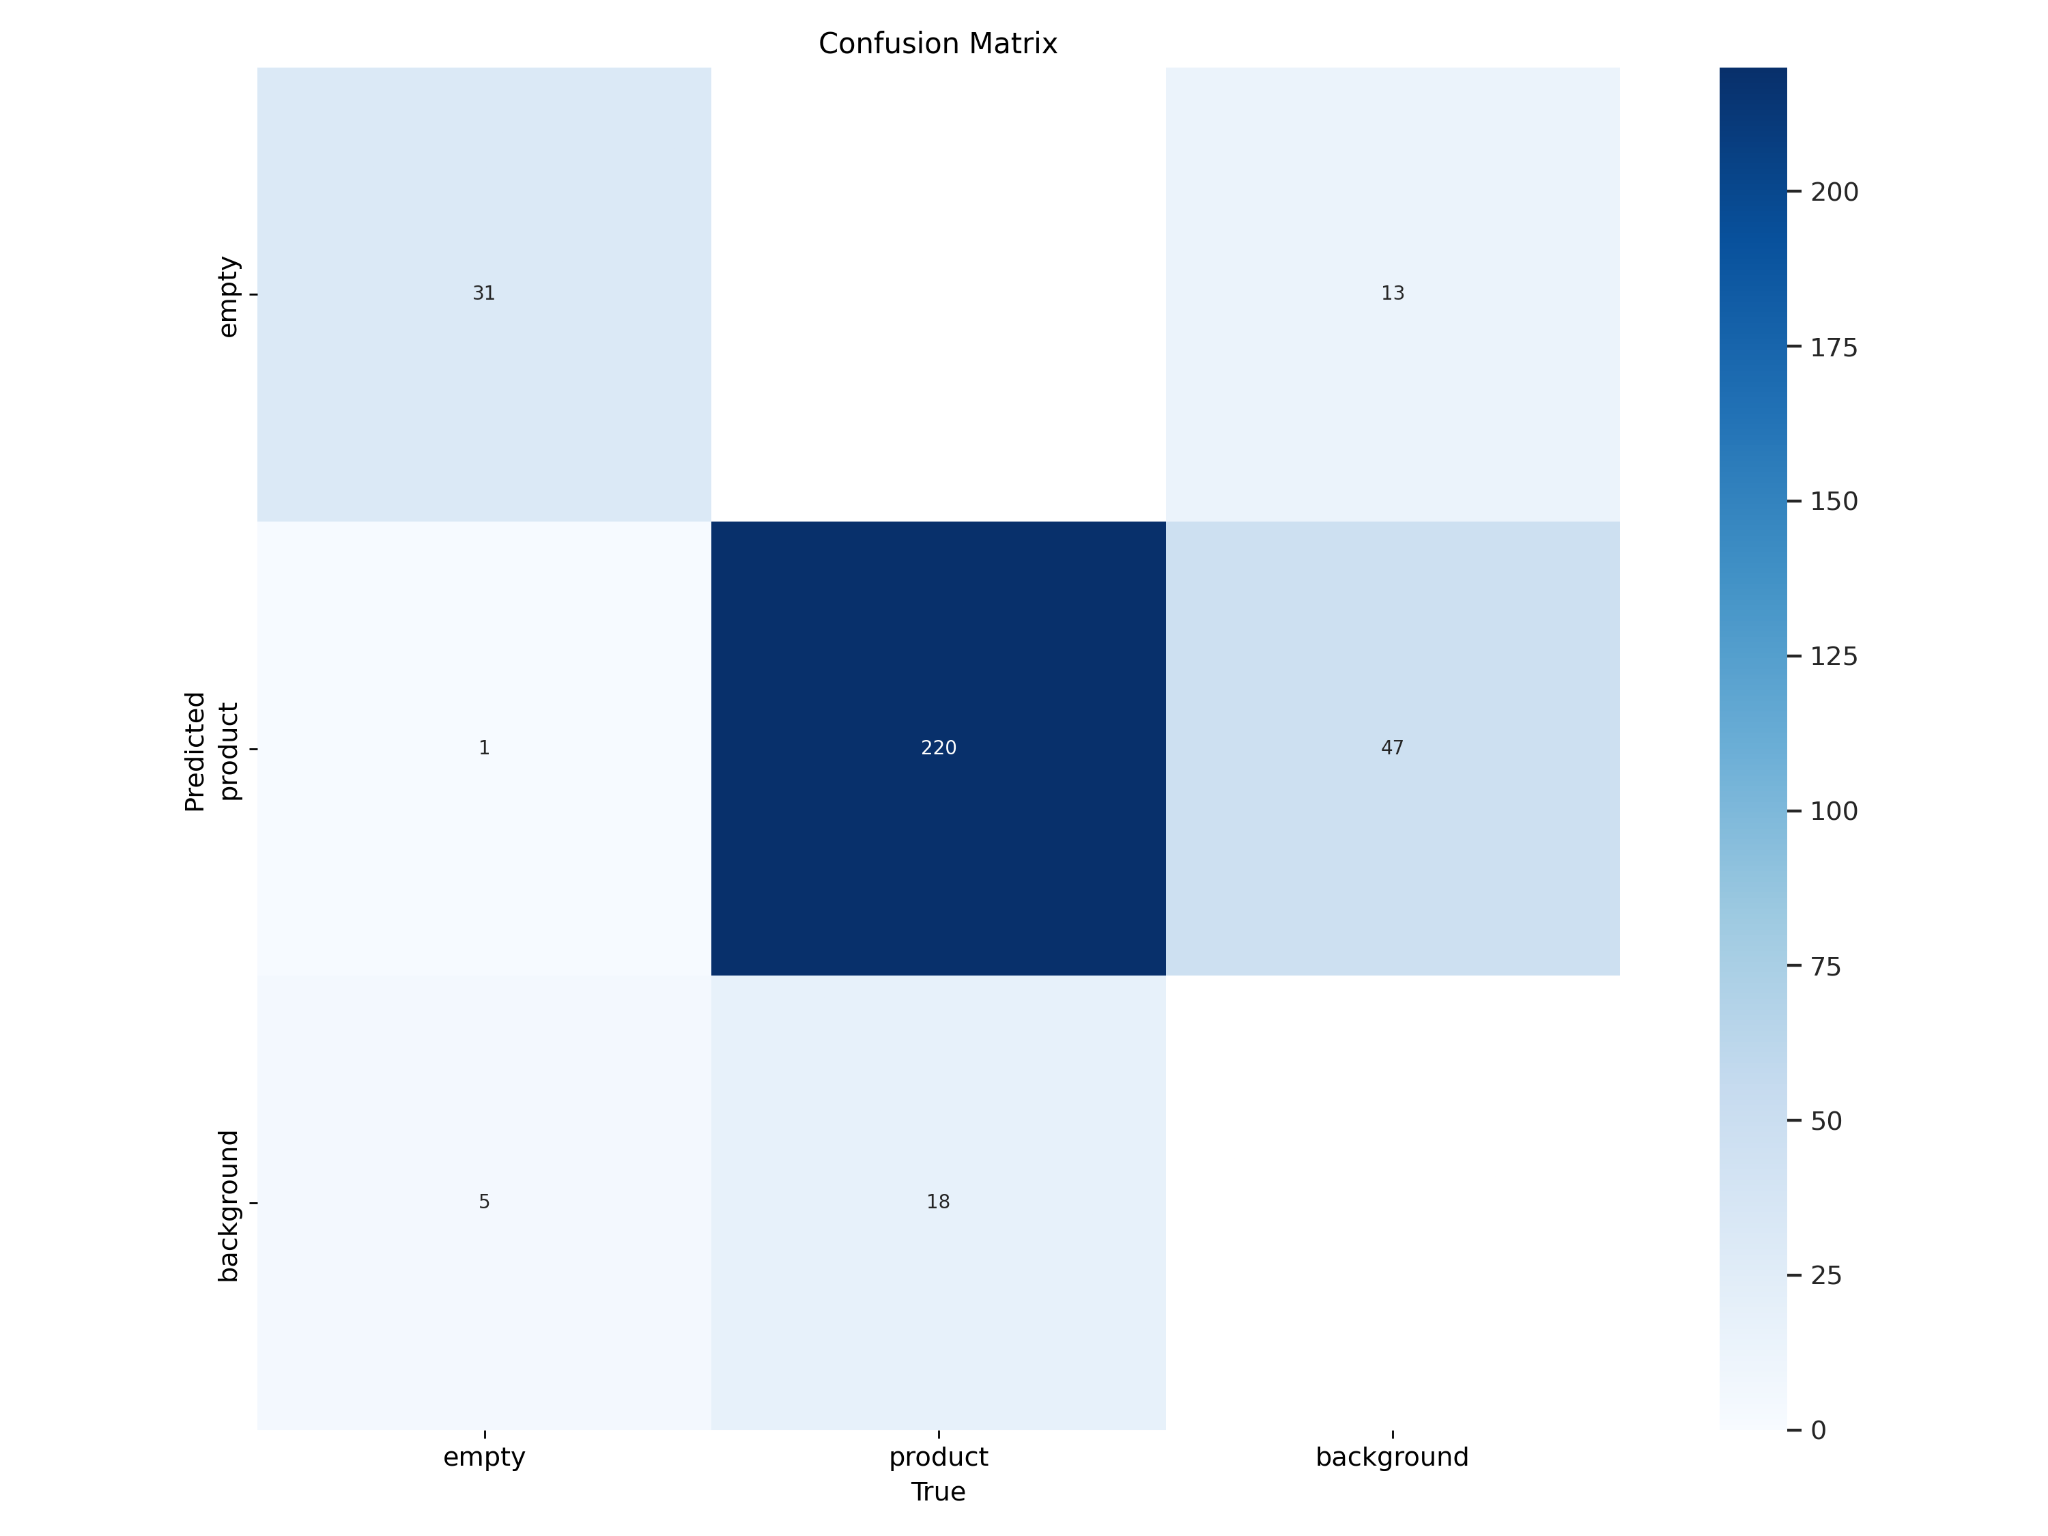 Confusion Matrix
empty
31
13
Predicted
product
1
220
47
background
5
18
empty
product
background
True
200
175
150
125
100
75
50
25
0